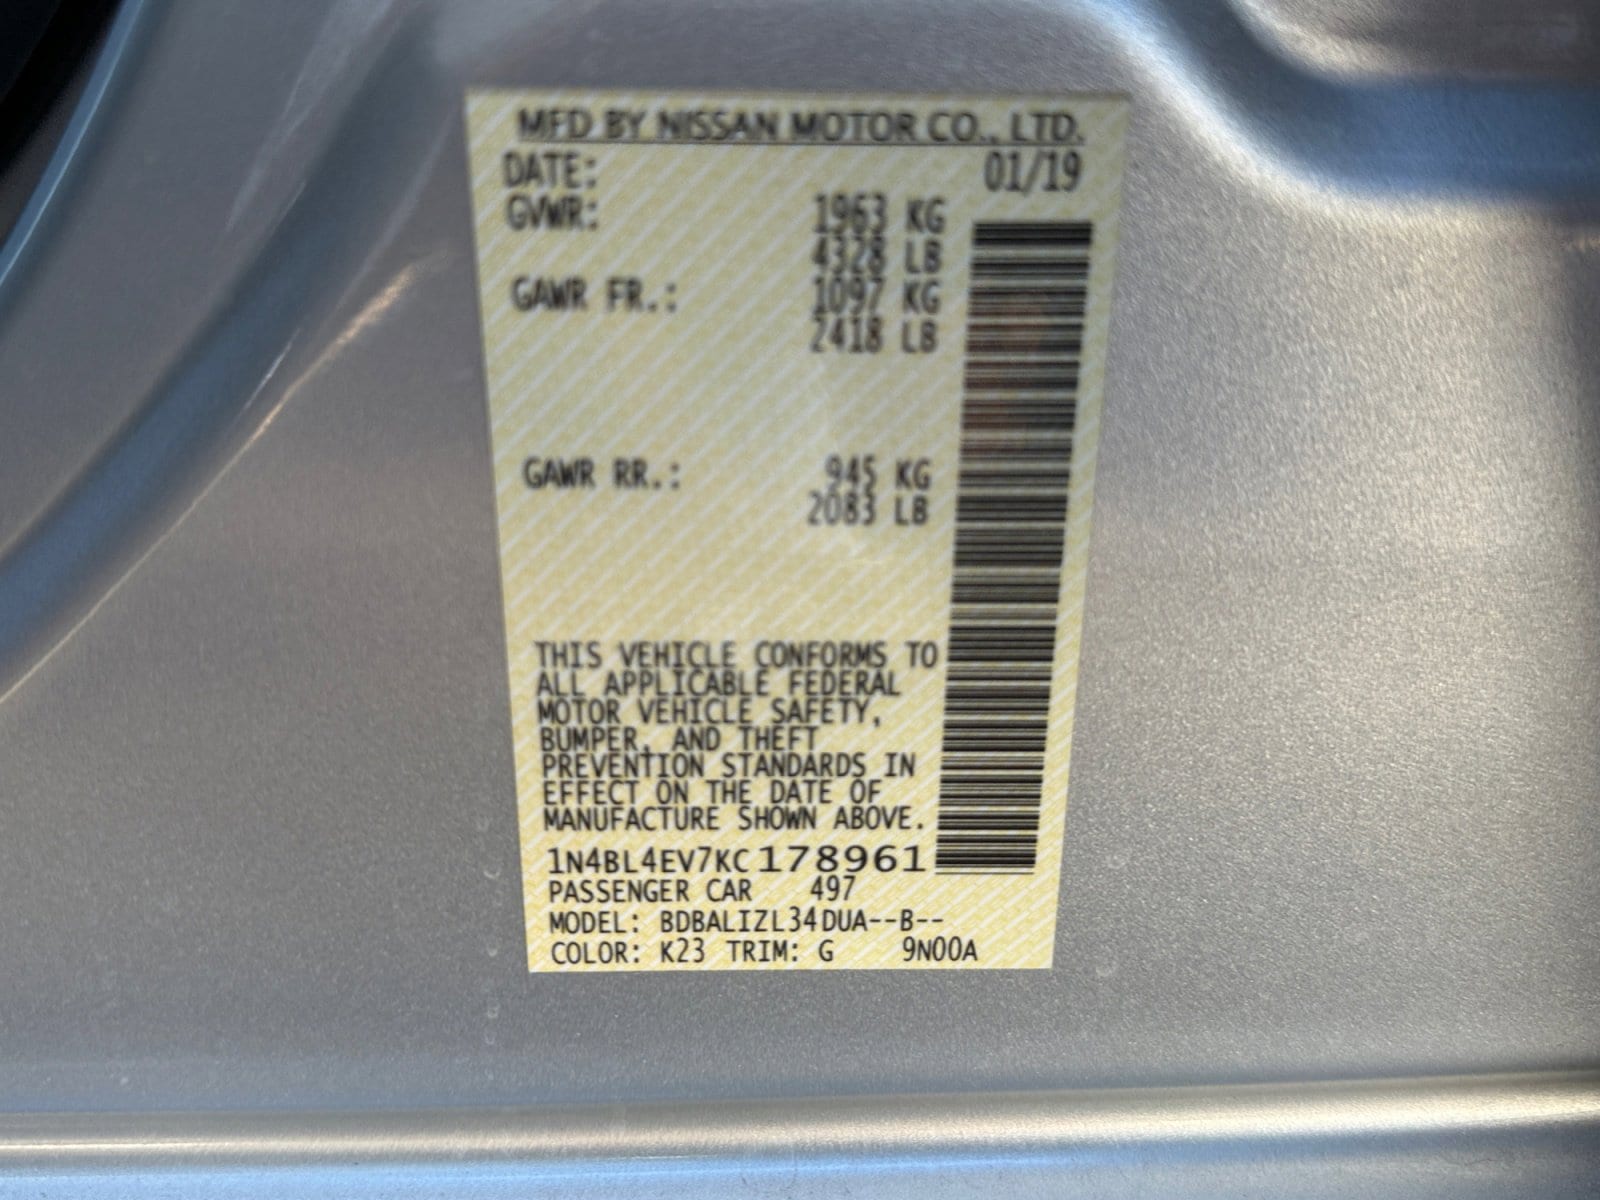 MFD BY NISSAN MOTOR CO., LTD.
DATE: 01/19
GVWR: 1963 KG
4328 LB
GAWR FR.: 1097 KG
2418 LB
GAWR RR.: 945 KG
2083 LB
THIS VEHICLE CONFORMS TO
ALL APPLICABLE FEDERAL
MOTOR VEHICLE SAFETY,
BUMPER, AND THEFT
PREVENTION STANDARDS IN
EFFECT ON THE DATE OF
MANUFACTURE SHOWN ABOVE.
1N4BL4EV7KC178961
PASSENGER CAR 497
MODEL: BDBALIZL34DUA--B--
COLOR: K23 TRIM: G 9N00A